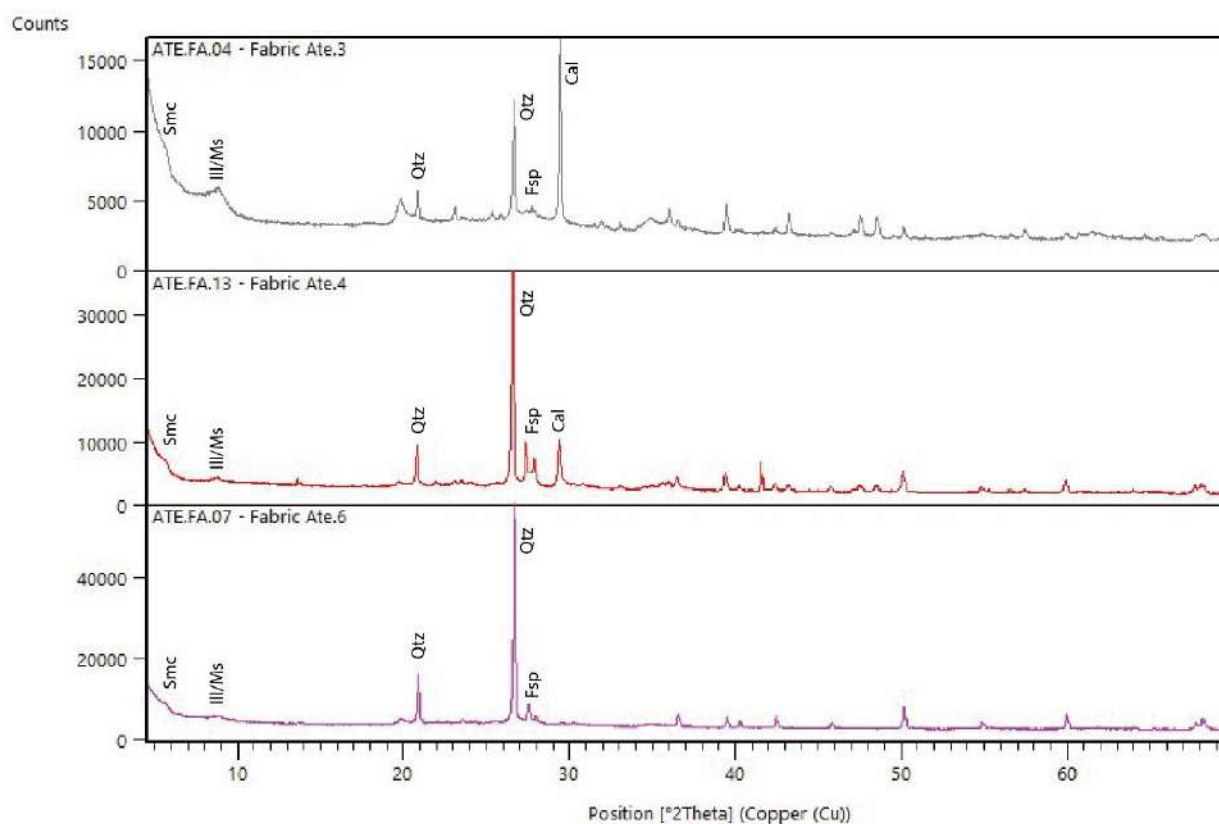 Counts
ATE.FA.04 - Fabric Ate.3
15000
10000
5000
0
Smc
Ill/Ms
Qtz
Qtz
Fsp
Cal
ATE.FA.13 - Fabric Ate.4
30000
20000
10000
0
Smc
Ill/Ms
Qtz
Qtz
Fsp
Cal
ATE.FA.07 - Fabric Ate.6
40000
20000
0
Smc
Ill/Ms
Qtz
Qtz
Fsp
10 20 30 40 50 60
Position [°2Theta] (Copper (Cu))